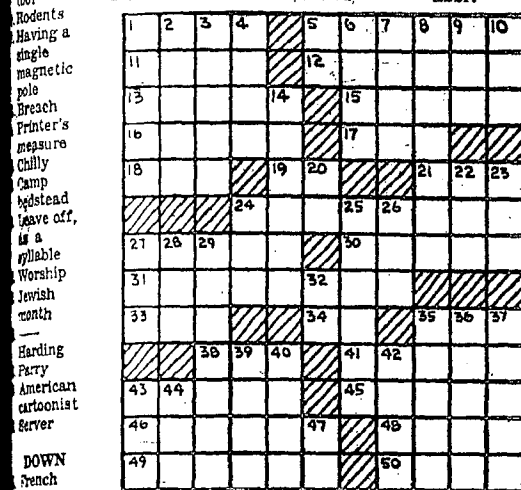 Rodents
Having a
single
magnetic
pole
Breach
Printer's
measure
Chilly
Camp
bedstead
Leave off,
as a
syllable
Worship
Jewish
month
—
Harding
Parry
American
cartoonist
Server
DOWN
French
1 2 3 4 5 6 7 8 9 10
11 12
13 14 15
16 17
18 19 20 21 22 23
24 25 26
27 28 29 30
31 32
33 34 35 36 37
38 39 40 41 42
43 44 45
46 47 48
49 50